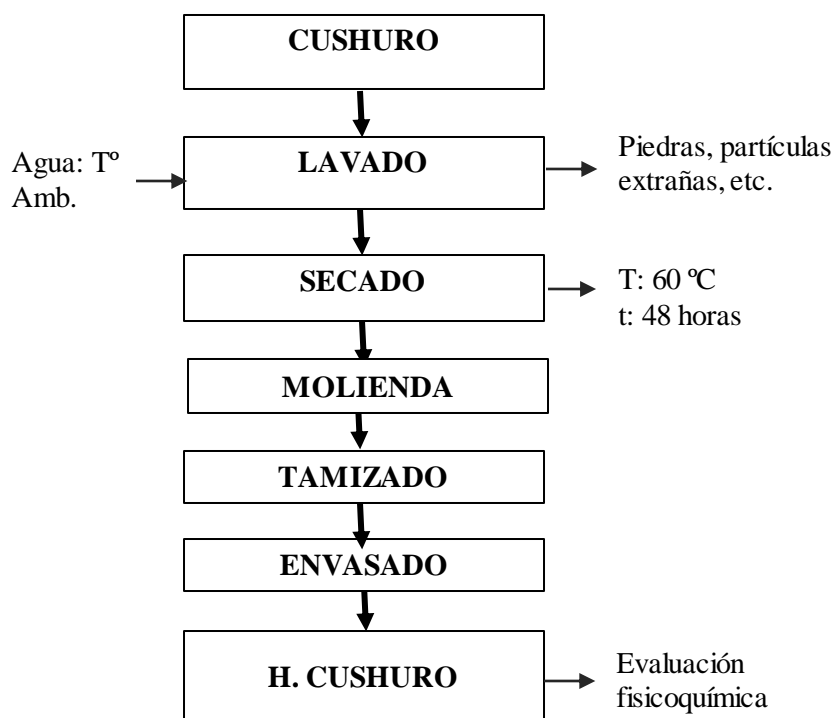 CUSHURO
Agua: Tº
Amb.
LAVADO
Piedras, partículas
extrañas, etc.
SECADO
T: 60 ºC
t: 48 horas
MOLIENDA
TAMIZADO
ENVASADO
H. CUSHURO
Evaluación
fisicoquímica